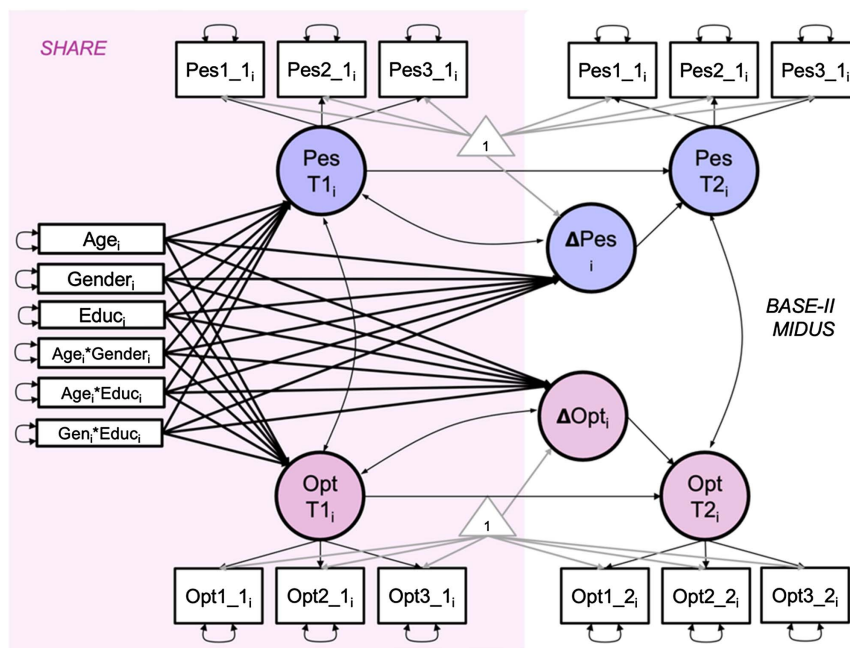 SHARE
Pes1_1i
Pes2_1i
Pes3_1i
Pes1_1i
Pes2_1i
Pes3_1i
1
Pes
T1i
Pes
T2i
ΔPes
i
Agei
Genderi
Educi
Agei*Genderi
Agei*Educi
Geni*Educi
BASE-II
MIDUS
ΔOpti
Opt
T1i
Opt
T2i
1
Opt1_1i
Opt2_1i
Opt3_1i
Opt1_2i
Opt2_2i
Opt3_2i